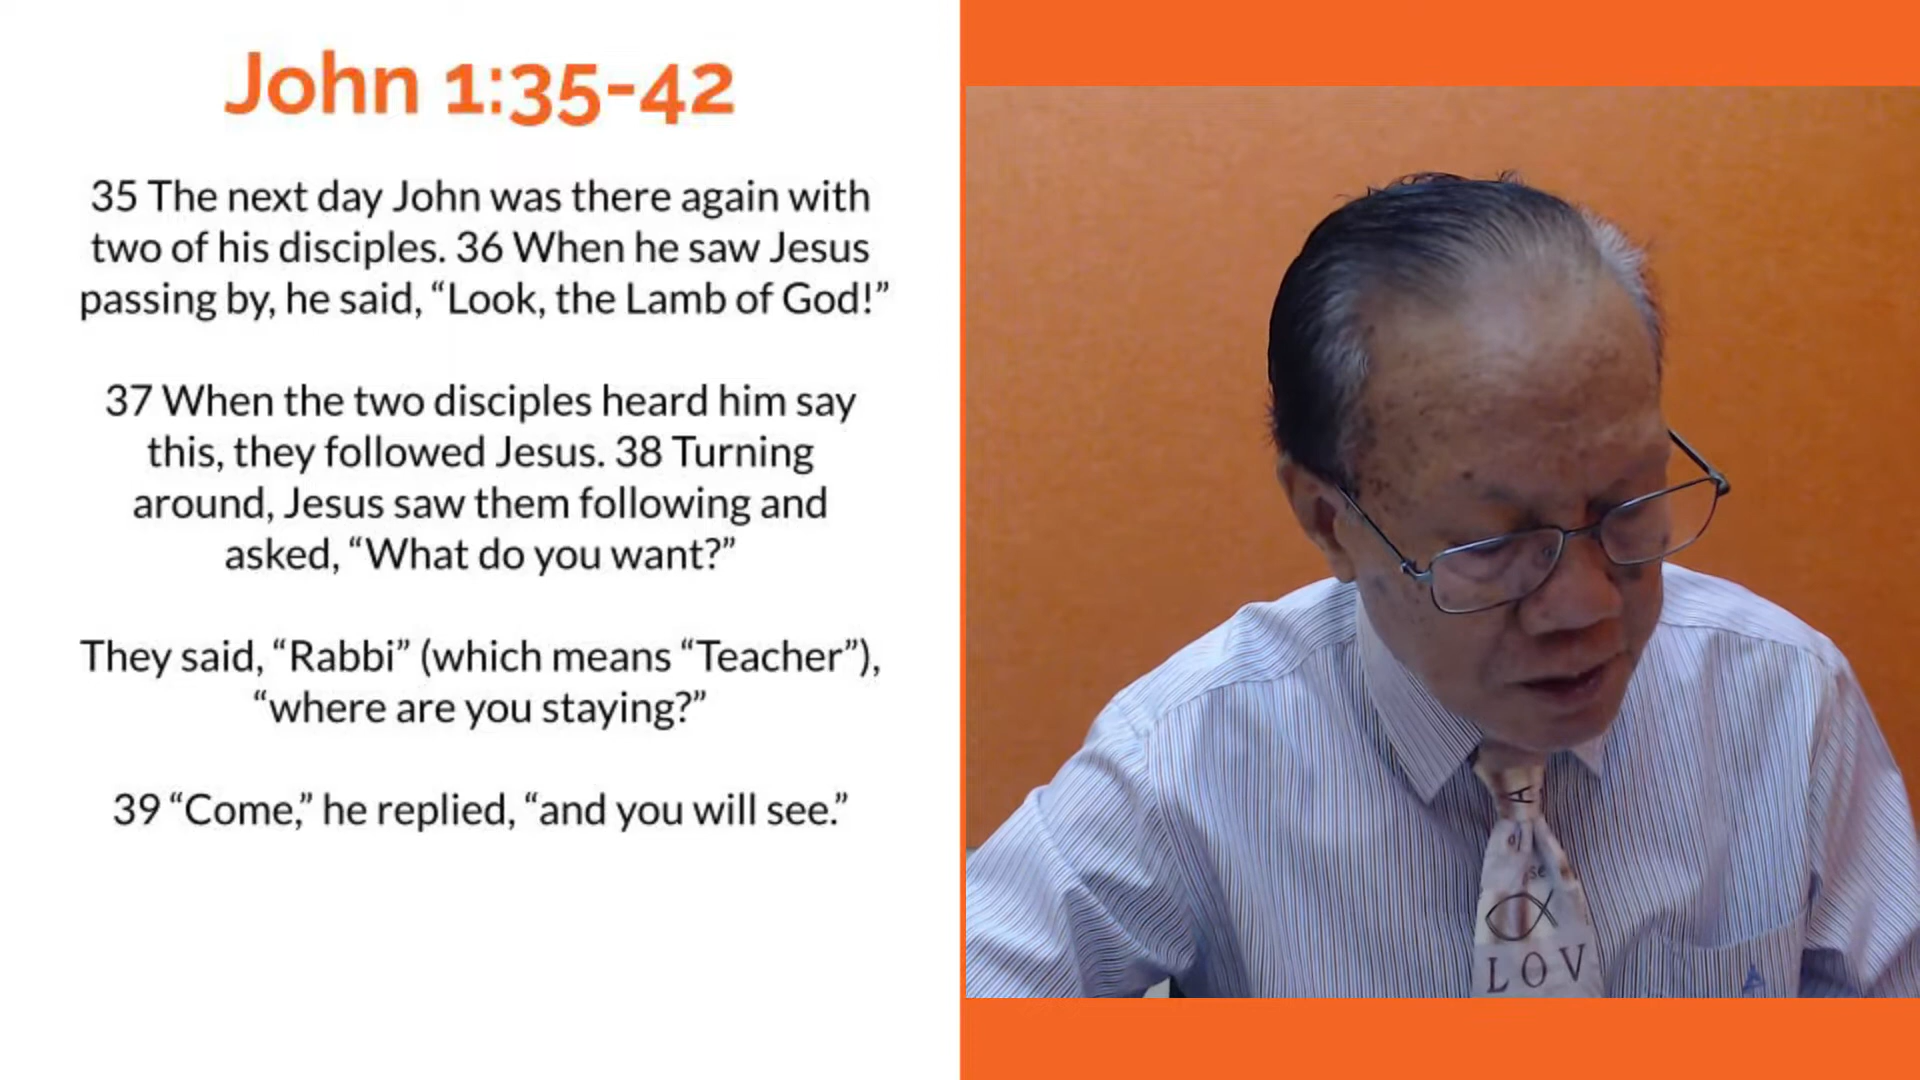 John 1:35-42
35 The next day John was there again with
two of his disciples. 36 When he saw Jesus
passing by, he said, “Look, the Lamb of God!”
37 When the two disciples heard him say
this, they followed Jesus. 38 Turning
around, Jesus saw them following and
asked, “What do you want?”
They said, “Rabbi” (which means “Teacher”),
“where are you staying?”
39 “Come,” he replied, “and you will see.”
A
of
se
LOV